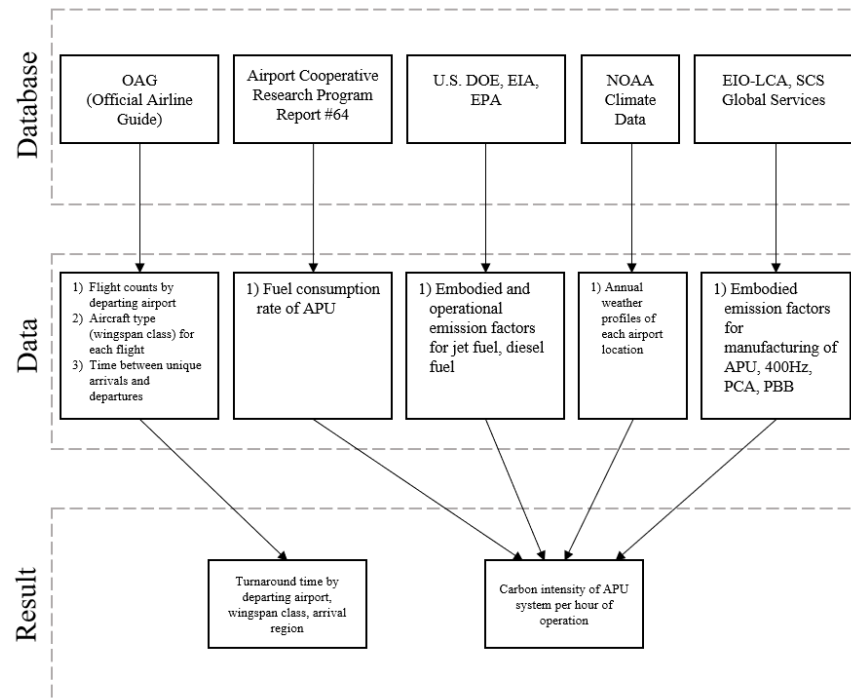 Database
OAG
(Official Airline
Guide)
Airport Cooperative
Research Program
Report #64
U.S. DOE, EIA,
EPA
NOAA
Climate
Data
EIO-LCA, SCS
Global Services
Data
1) Flight counts by
departing airport
2) Aircraft type
(wingspan class) for
each flight
3) Time between unique
arrivals and
departures
1) Fuel consumption
rate of APU
1) Embodied and
operational
emission factors
for jet fuel, diesel
fuel
1) Annual
weather
profiles of
each airport
location
1) Embodied
emission factors
for
manufacturing of
APU, 400Hz,
PCA, PBB
Result
Turnaround time by
departing airport,
wingspan class, arrival
region
Carbon intensity of APU
system per hour of
operation